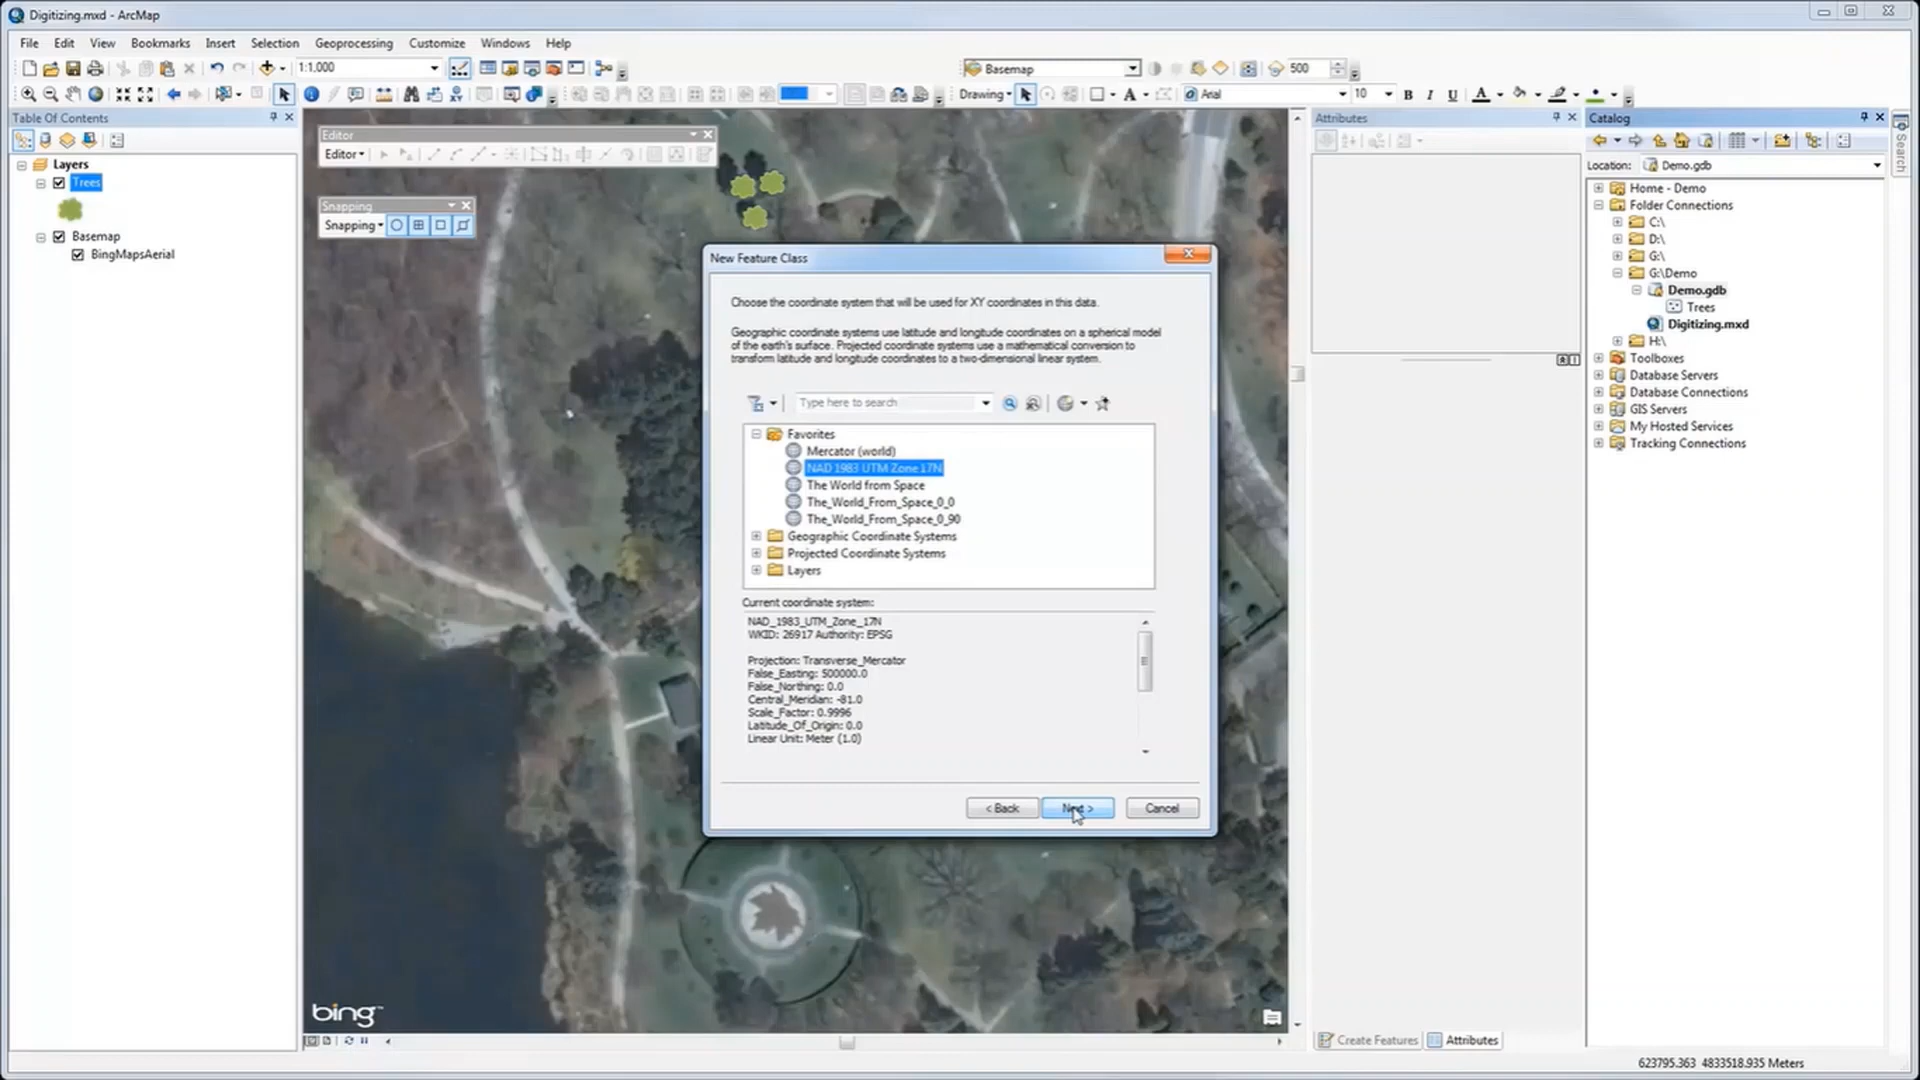 Digitizing.mxd - ArcMap
File Edit View Bookmarks Insert Selection Geoprocessing Customize Windows Help
1:1,000
Basemap
500
Drawing
A
Arial
10
B I U A
Table Of Contents
Layers
Trees
Basemap
BingMapsAerial
Editor
Editor
Snapping
Snapping
New Feature Class
Choose the coordinate system that will be used for XY coordinates in this data.
Geographic coordinate systems use latitude and longitude coordinates on a spherical model
of the earth's surface. Projected coordinate systems use a mathematical conversion to
transform latitude and longitude coordinates to a two-dimensional linear system.
Type here to search
Favorites
Mercator (world)
NAD 1983 UTM Zone 17N
The World from Space
The_World_From_Space_0_0
The_World_From_Space_0_90
Geographic Coordinate Systems
Projected Coordinate Systems
Layers
Current coordinate system:
NAD_1983_UTM_Zone_17N
WKID: 26917 Authority: EPSG
Projection: Transverse_Mercator
False_Easting: 500000.0
False_Northing: 0.0
Central_Meridian: -81.0
Scale_Factor: 0.9996
Latitude_Of_Origin: 0.0
Linear Unit: Meter (1.0)
< Back
Next >
Cancel
bing™
Attributes
Create Features
Attributes
Catalog
Location: Demo.gdb
Home - Demo
Folder Connections
C:\
D:\
G:\
G:\Demo
Demo.gdb
Trees
Digitizing.mxd
H:\
Toolboxes
Database Servers
Database Connections
GIS Servers
My Hosted Services
Tracking Connections
Search
623795.363 4833518.935 Meters